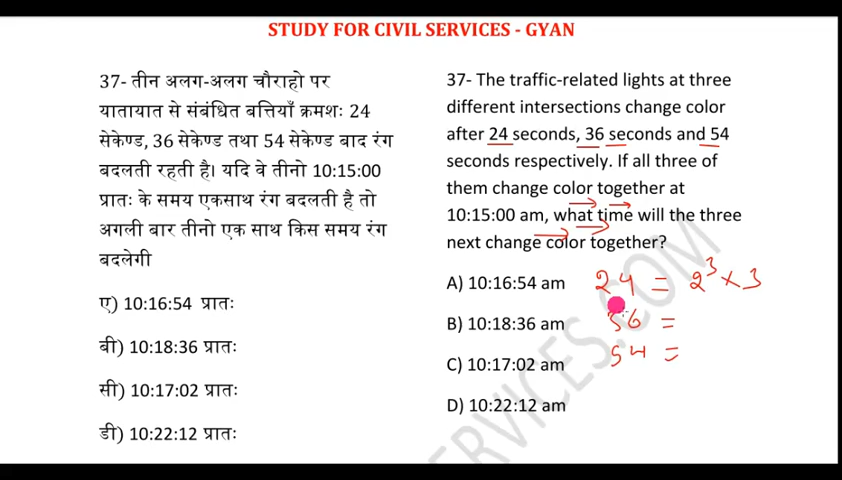 STUDY FOR CIVIL SERVICES - GYAN
37- तीन अलग-अलग चौराहो पर
यातायात से संबंधित बत्तियाँ क्रमशः 24
सेकेण्ड, 36 सेकेण्ड तथा 54 सेकेण्ड बाद रंग
बदलती रहती है। यदि वे तीनो 10:15:00
प्रातः के समय एकसाथ रंग बदलती है तो
अगली बार तीनो एक साथ किस समय रंग
बदलेगी
ए) 10:16:54 प्रातः
बी) 10:18:36 प्रातः
सी) 10:17:02 प्रातः
डी) 10:22:12 प्रातः
37- The traffic-related lights at three
different intersections change color
after 24 seconds, 36 seconds and 54
seconds respectively. If all three of
them change color together at
10:15:00 am, what time will the three
next change color together?
A) 10:16:54 am
B) 10:18:36 am
C) 10:17:02 am
D) 10:22:12 am
24 = 2³ × 3
36 =
54 =
SERVICES.COM